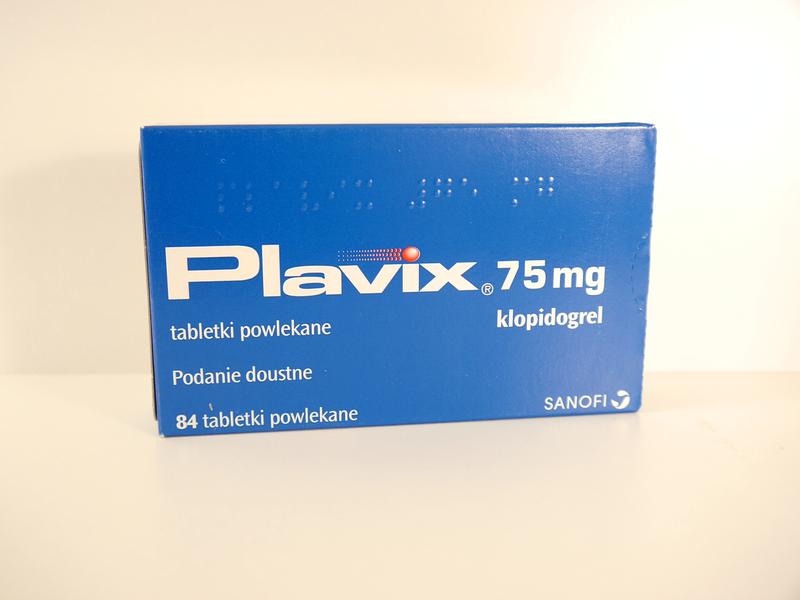 Plavix® 75 mg
klopidogrel
tabletki powlekane
Podanie doustne
84 tabletki powlekane
SANOFI